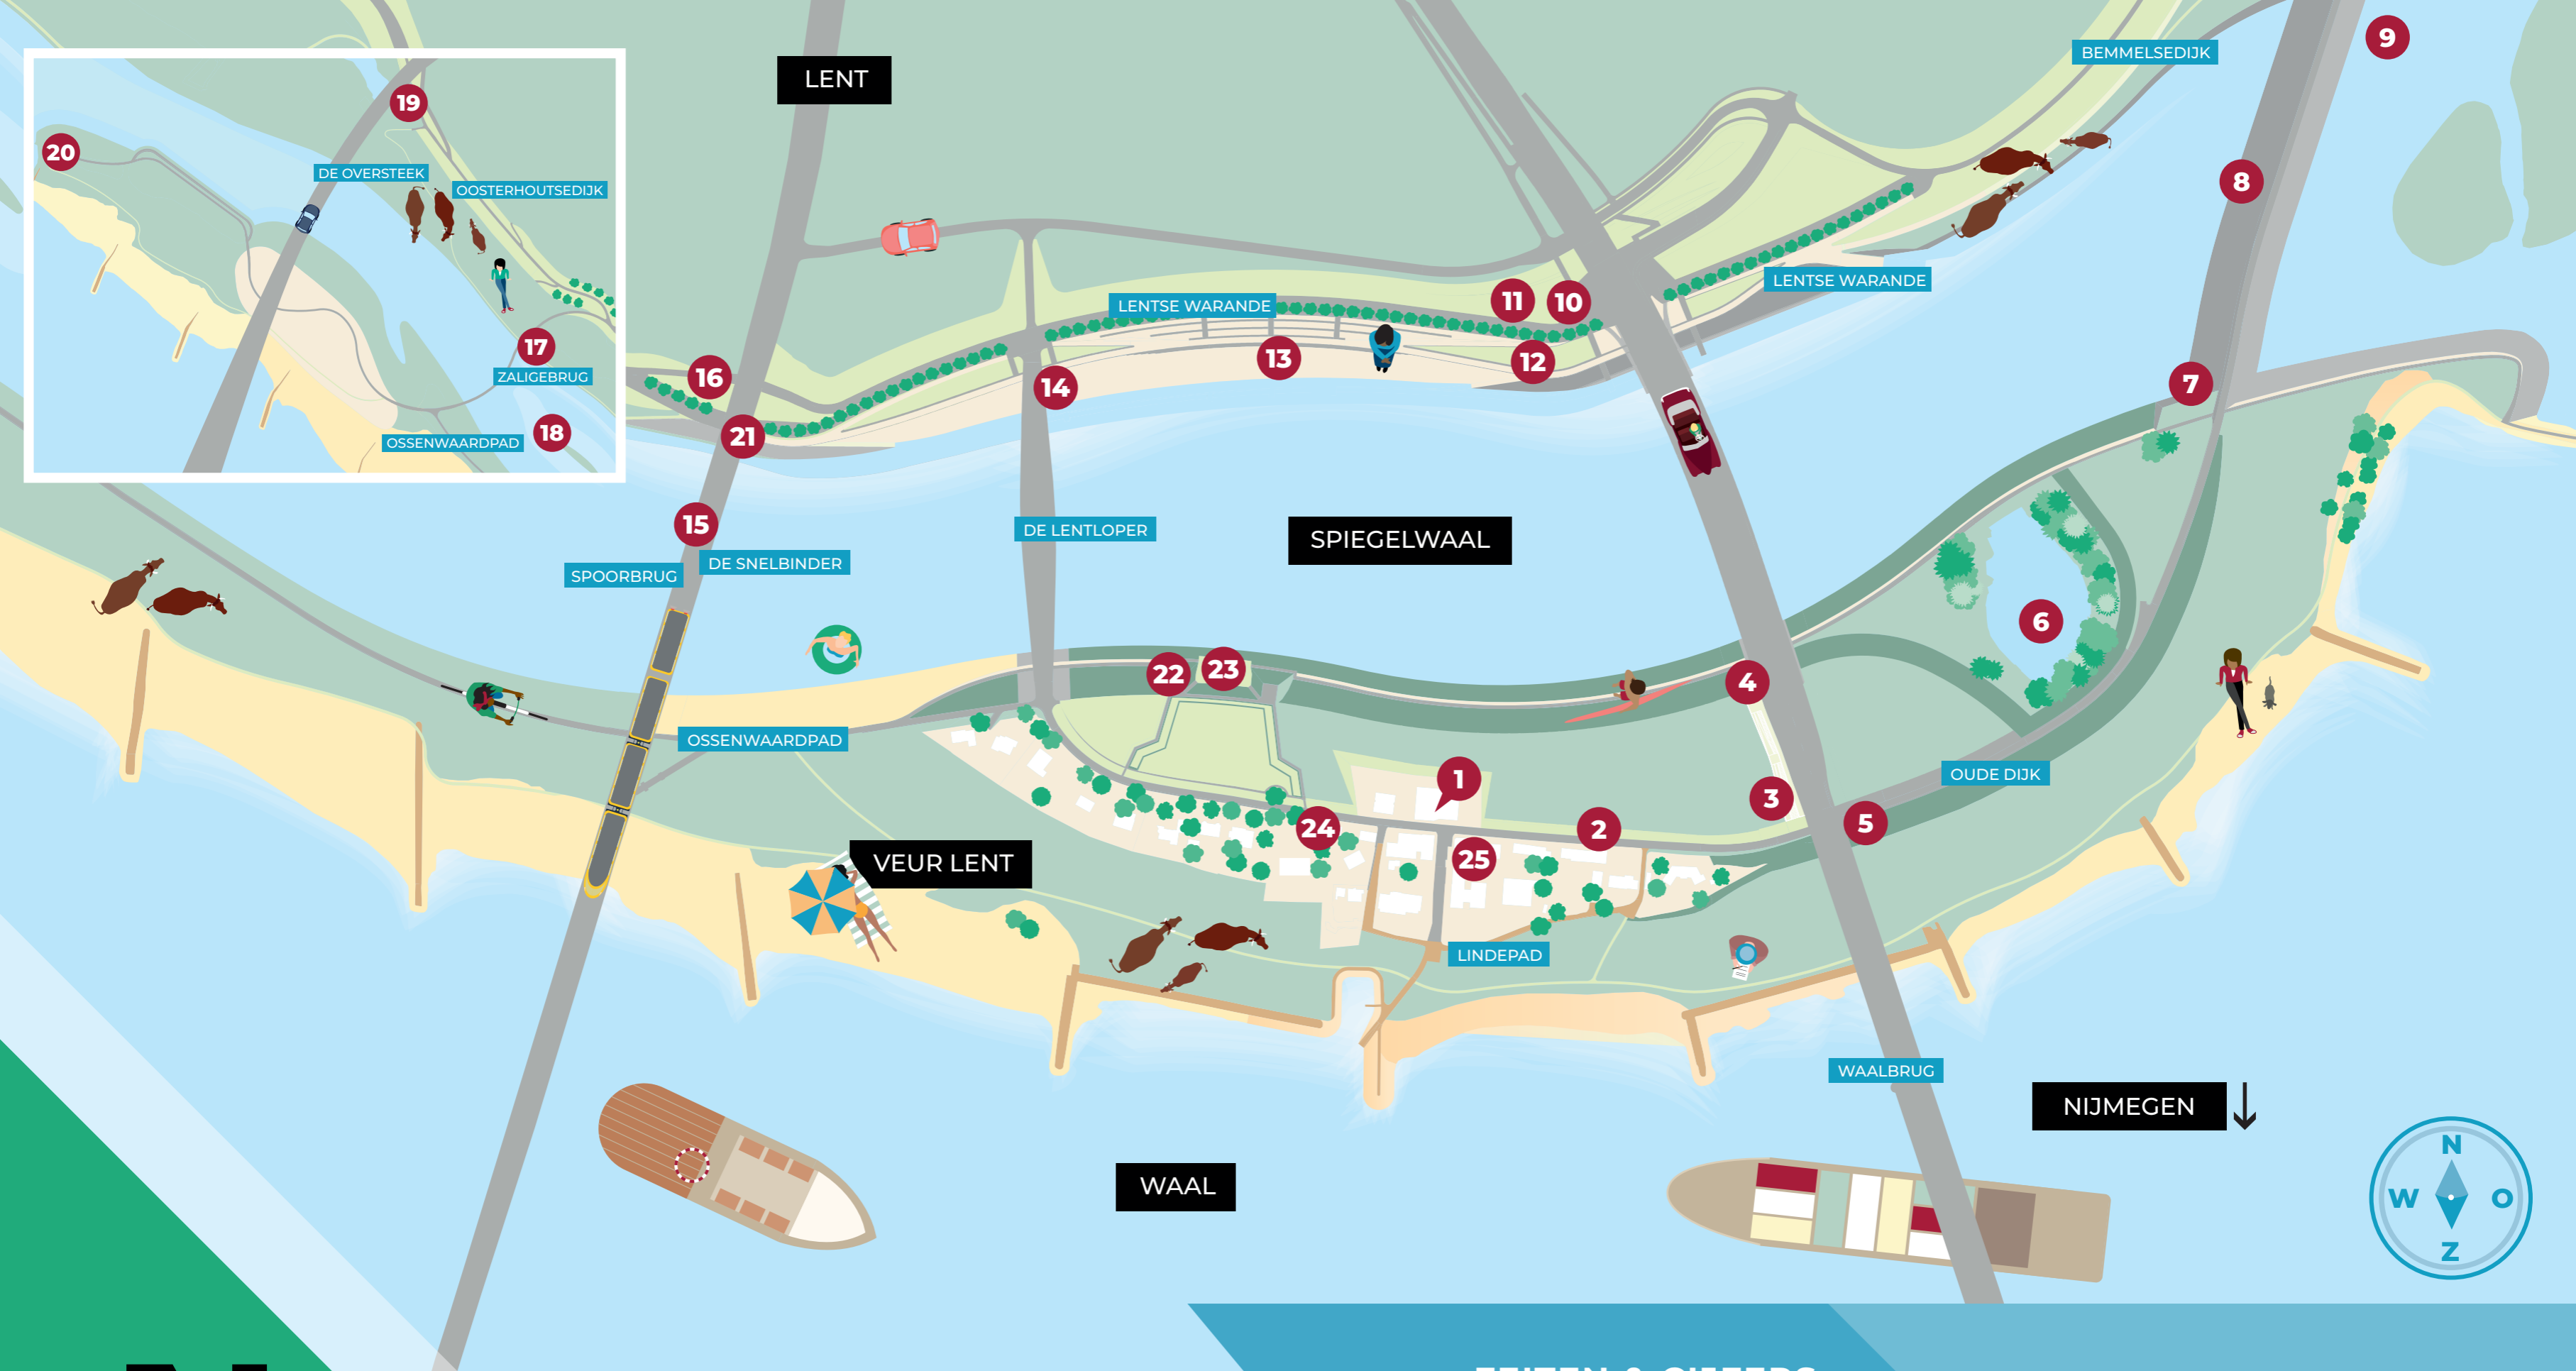 LENT
BEMMELSEDIJK
9
19
20
DE OVERSTEEK
OOSTERHOUTSEDIJK
8
LENTSE WARANDE
11
10
LENTSE WARANDE
17
ZALIGEBRUG
16
14
13
12
7
OSSENWAARDPAD
18
21
15
DE SNELBINDER
SPOORBRUG
DE LENTLOPER
SPIEGELWAAL
6
22
23
4
OSSENWAARDPAD
1
OUDE DIJK
3
24
2
5
25
VEUR LENT
LINDEPAD
WAALBRUG
NIJMEGEN ↓
WAAL
N
W
O
Z